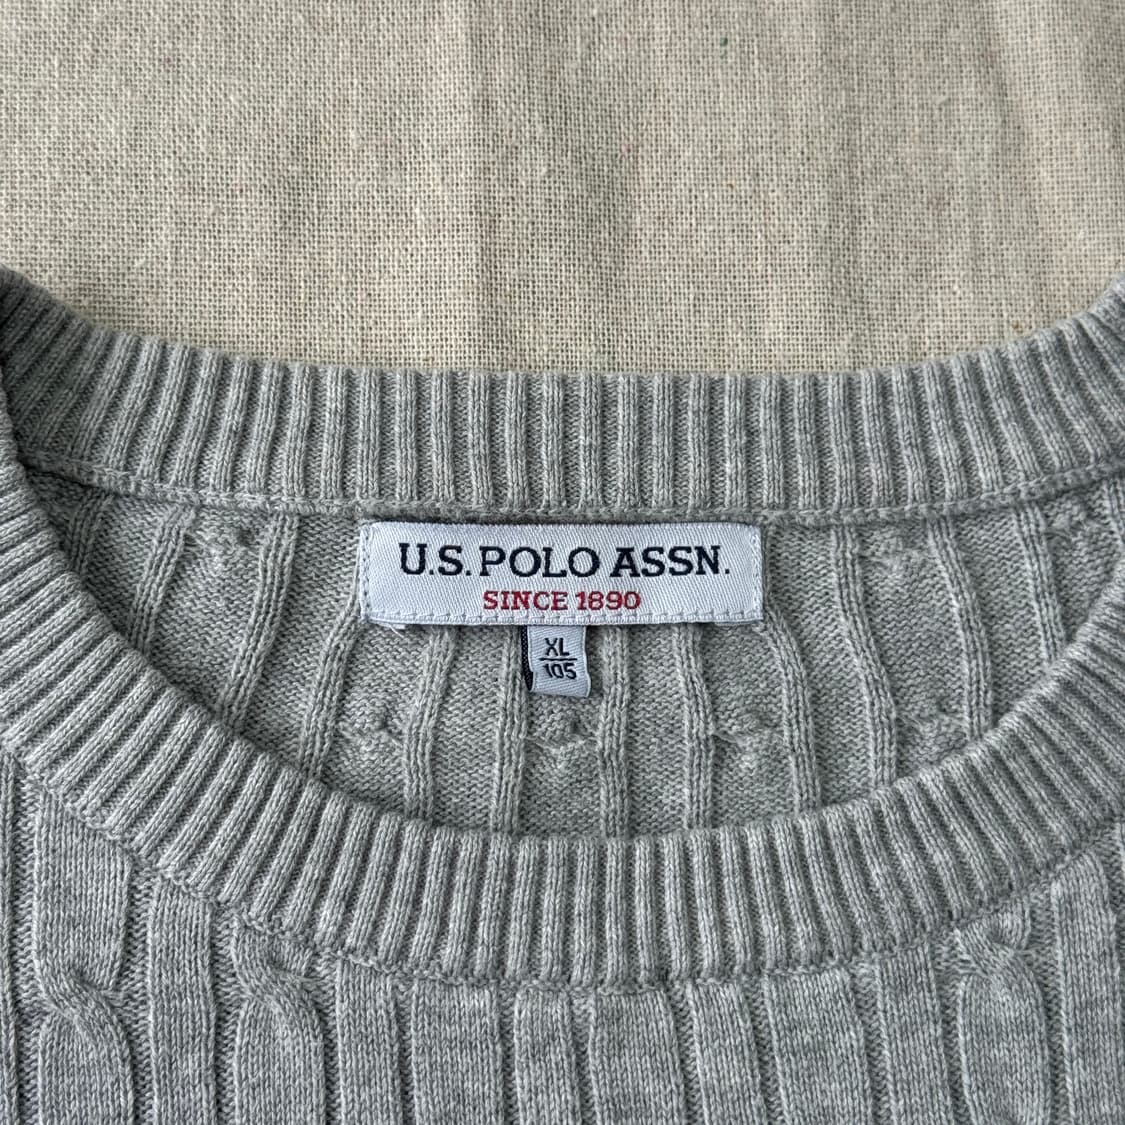 U.S. POLO ASSN.
SINCE 1890
XL
105